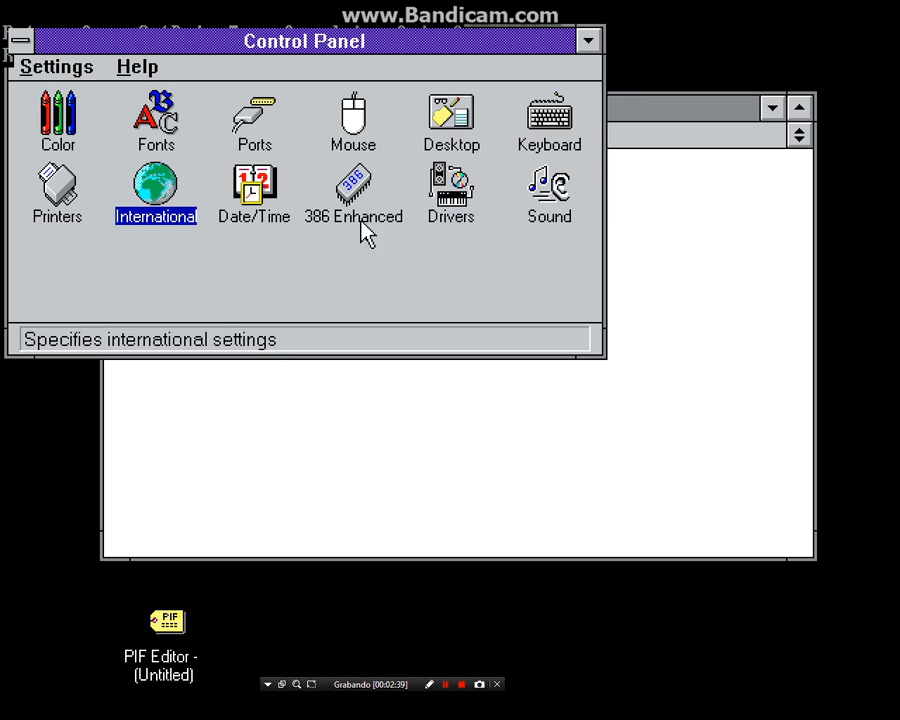 www.Bandicam.com
Control Panel
Settings Help
Color Fonts Ports Mouse Desktop Keyboard
Printers International Date/Time 386 Enhanced Drivers Sound
Specifies international settings
PIF
PIF Editor -
(Untitled)
Grabando [00:02:39]